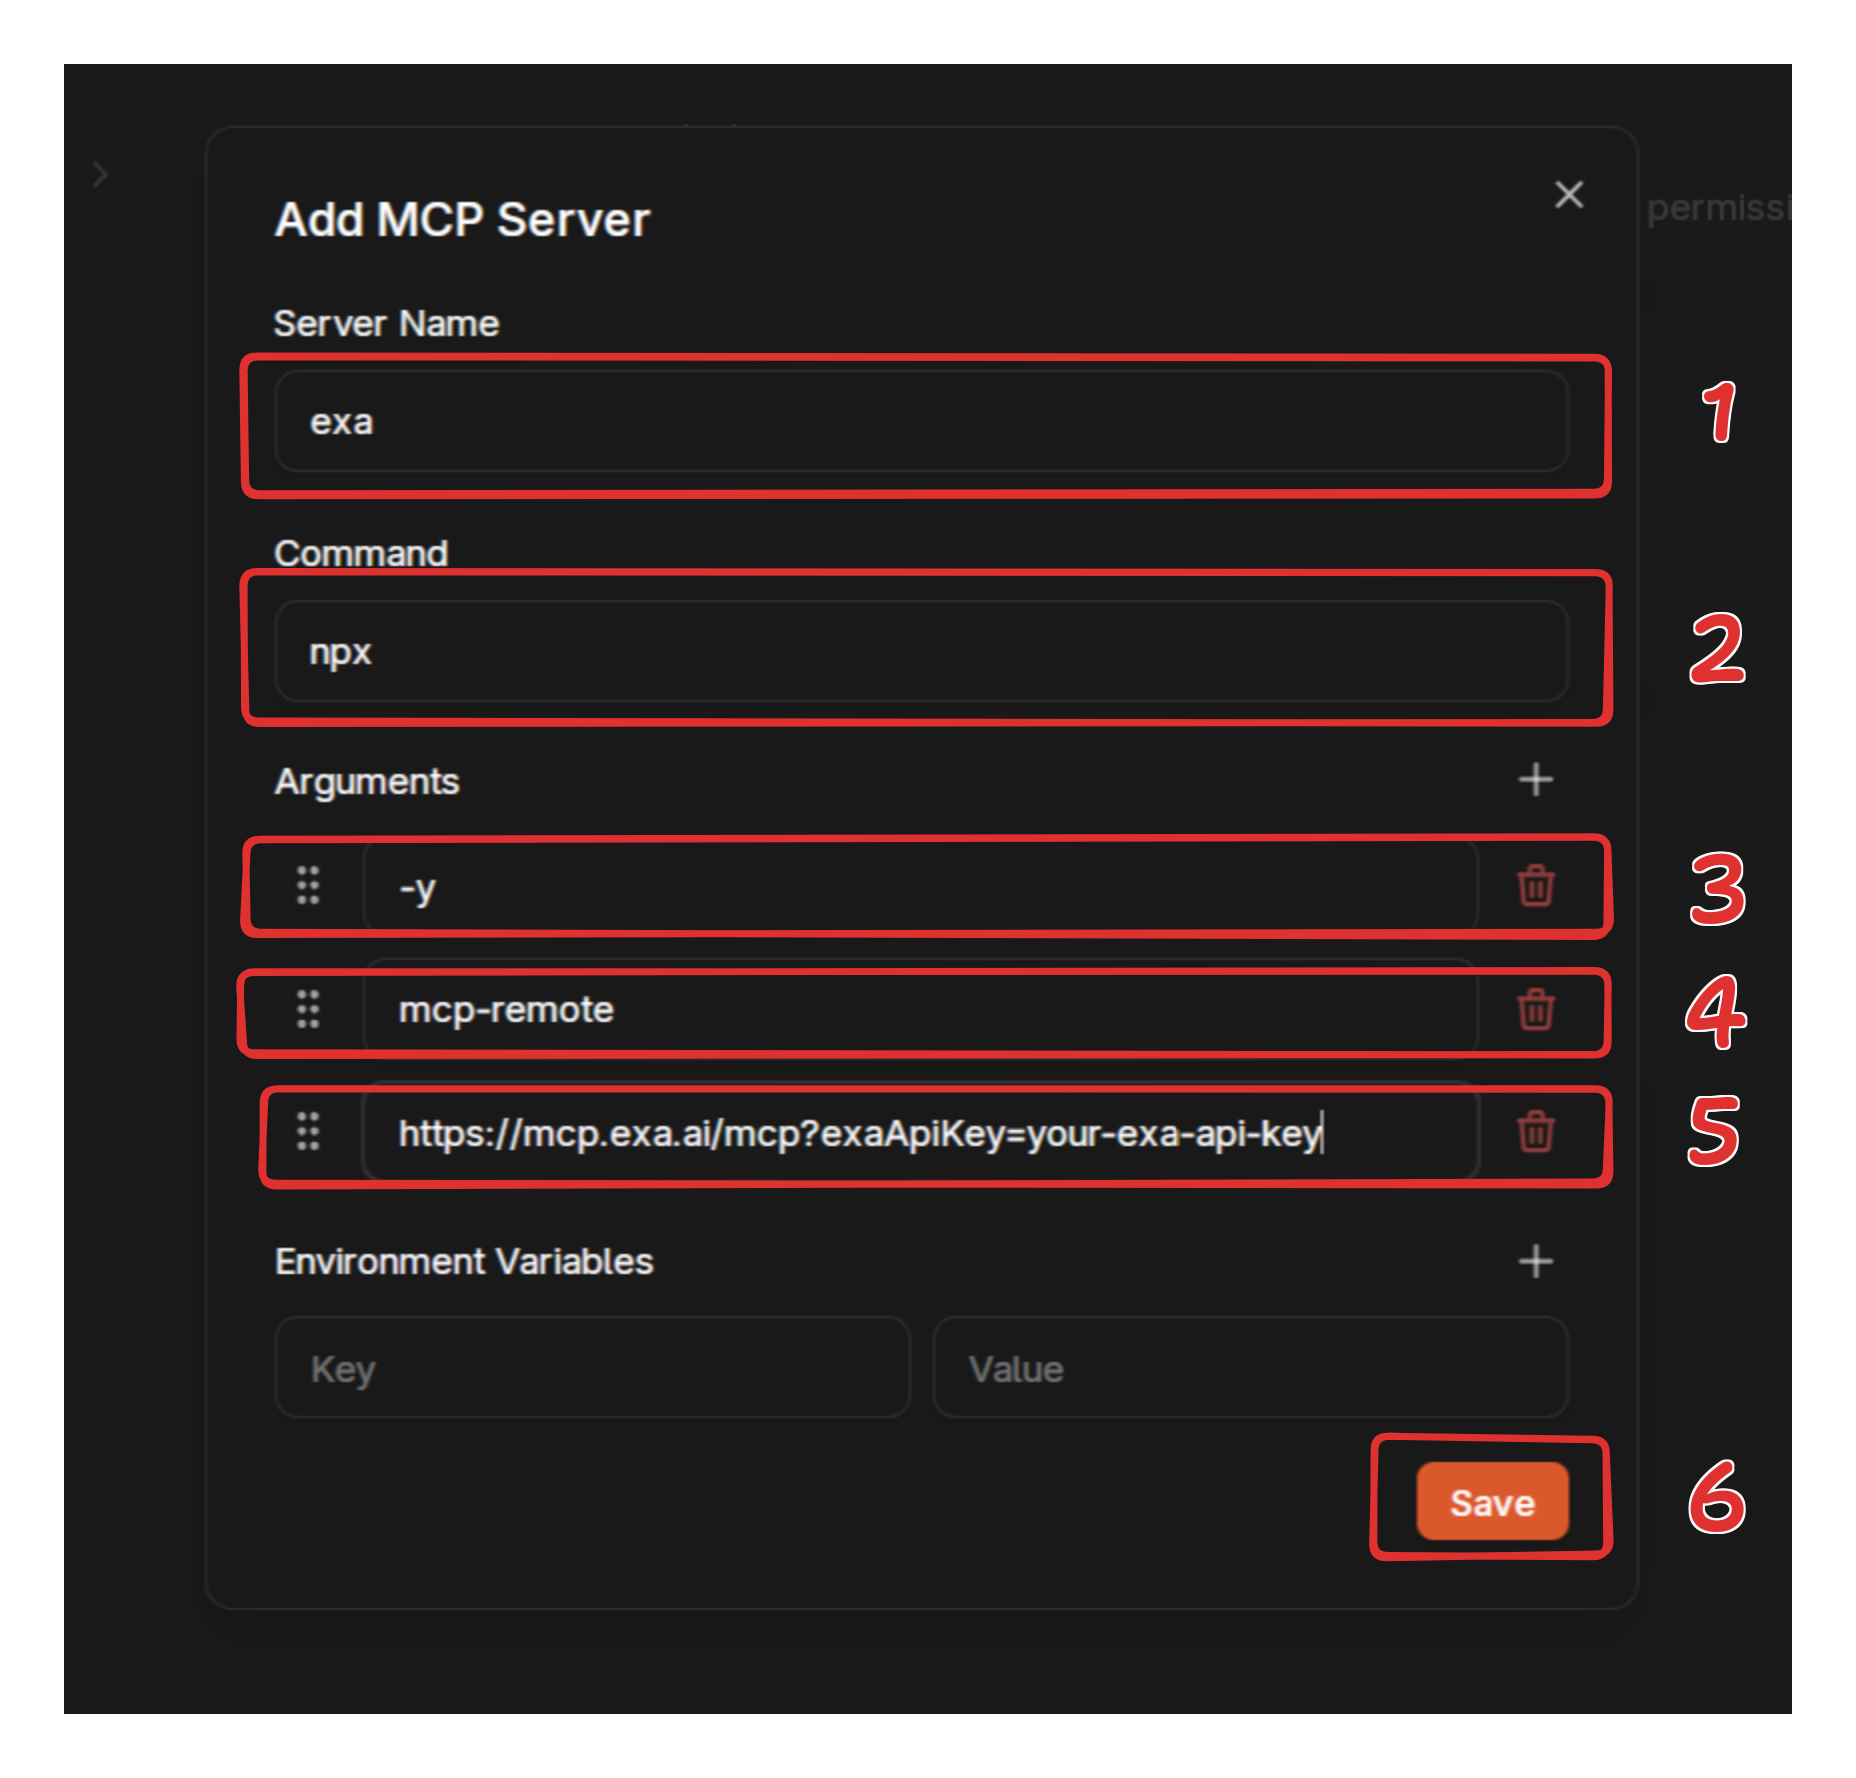 permissi
Add MCP Server
Server Name
exa
1
Command
npx
2
Arguments
-y
3
mcp-remote
4
https://mcp.exa.ai/mcp?exaApiKey=your-exa-api-key
5
Environment Variables
Key Value
Save
6